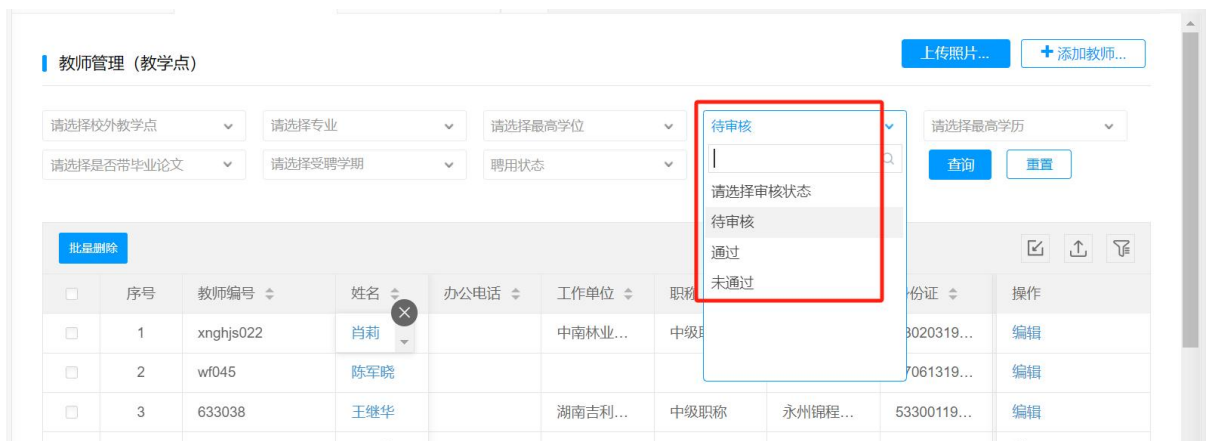 教师管理（教学点）
上传照片...
添加教师...
请选择校外教学点
请选择专业
请选择最高学位
待审核
请选择最高学历
请选择是否带毕业论文
请选择受聘学期
聘用状态
查询
重置
请选择审核状态
待审核
通过
未通过
批量删除
序号 教师编号 姓名 办公电话 工作单位 职称 份证 操作
1 xnghjs022 肖莉 中南林业... 中级职 3020319... 编辑
2 wf045 陈军晓 7061319... 编辑
3 633038 王继华 湖南吉利... 中级职称 永州锦程... 53300119... 编辑